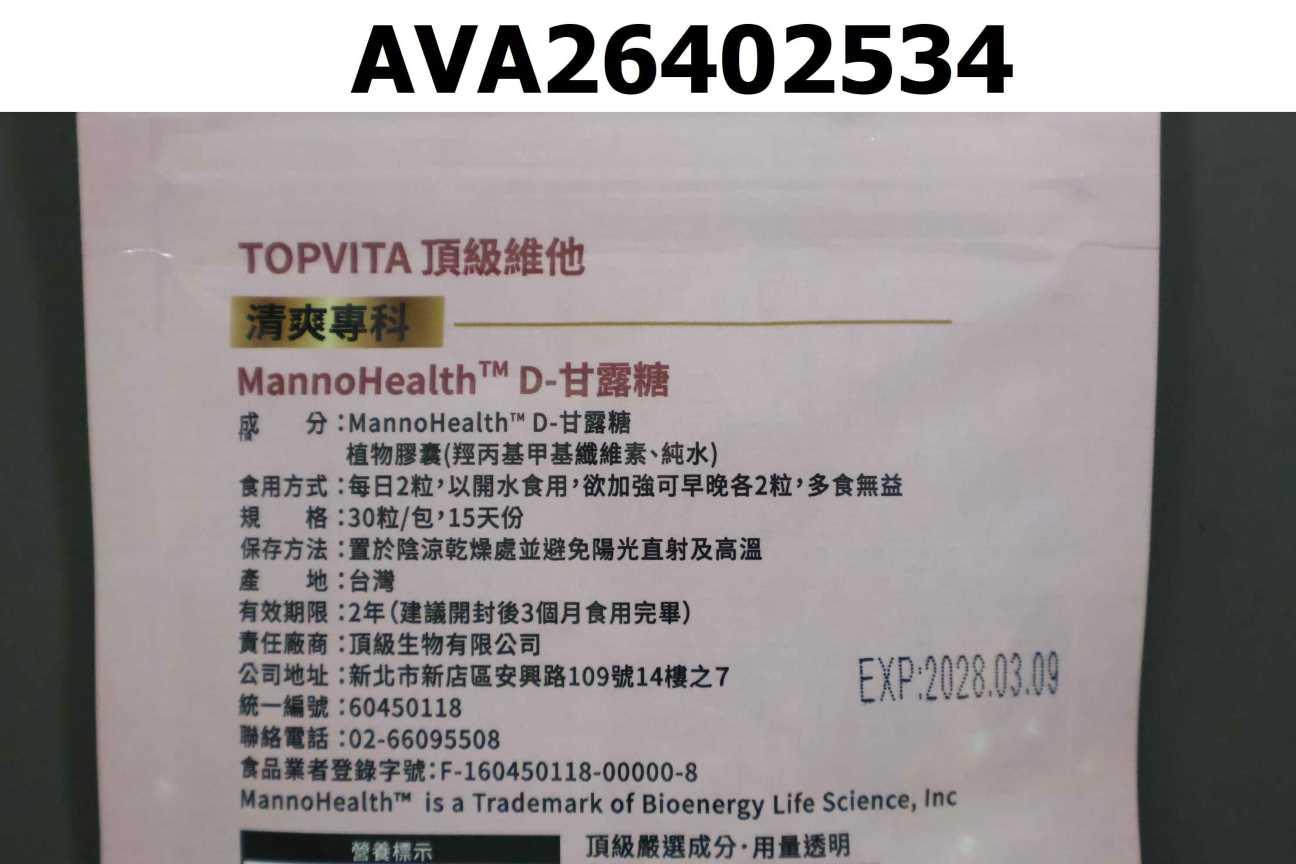 AVA26402534
TOPVITA 頂級維他
清爽專科
MannoHealth™ D-甘露糖
成 分：MannoHealth™ D-甘露糖
植物膠囊(羥丙基甲基纖維素、純水)
食用方式：每日2粒，以開水食用，欲加強可早晚各2粒，多食無益
規 格：30粒/包，15天份
保存方法：置於陰涼乾燥處並避免陽光直射及高溫
產 地：台灣
有效期限：2年（建議開封後3個月食用完畢）
責任廠商：頂級生物有限公司
公司地址：新北市新店區安興路109號14樓之7
EXP:2028.03.09
統一編號：60450118
聯絡電話：02-66095508
食品業者登錄字號：F-160450118-00000-8
MannoHealth™ is a Trademark of Bioenergy Life Science, Inc
營養標示
頂級嚴選成分·用量透明